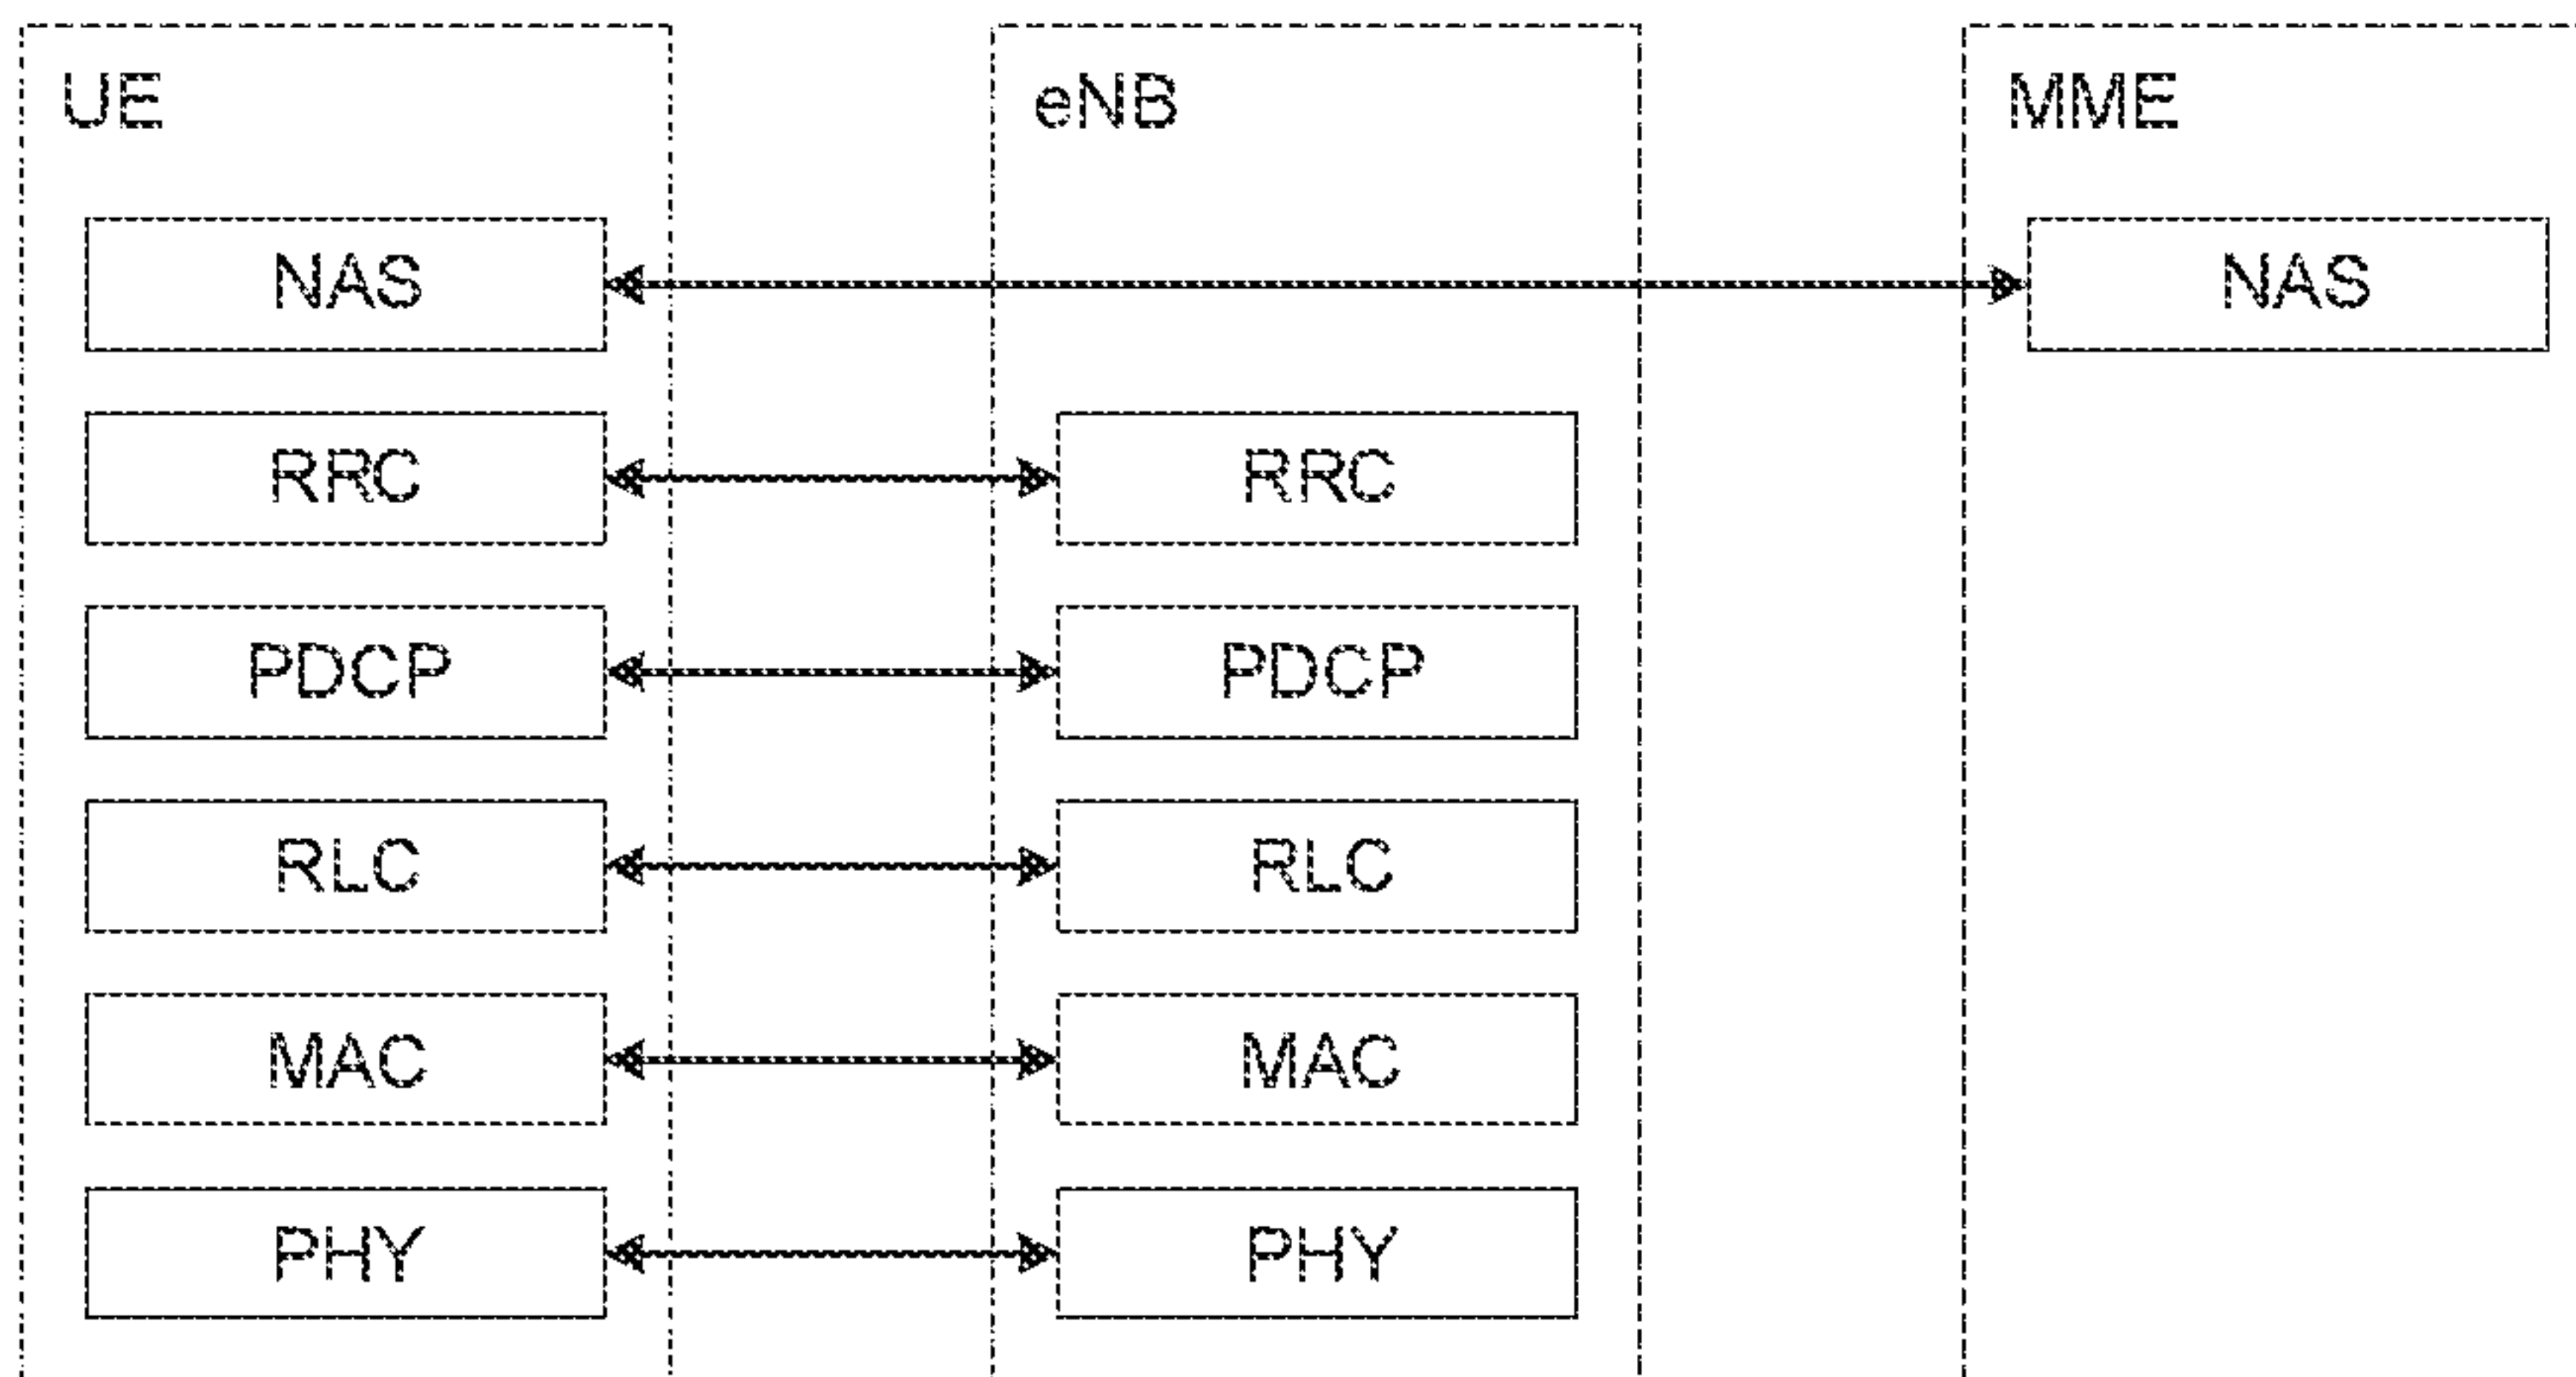 UE eNB MME
NAS NAS
RRC RRC
PDCP PDCP
RLC RLC
MAC MAC
PHY PHY